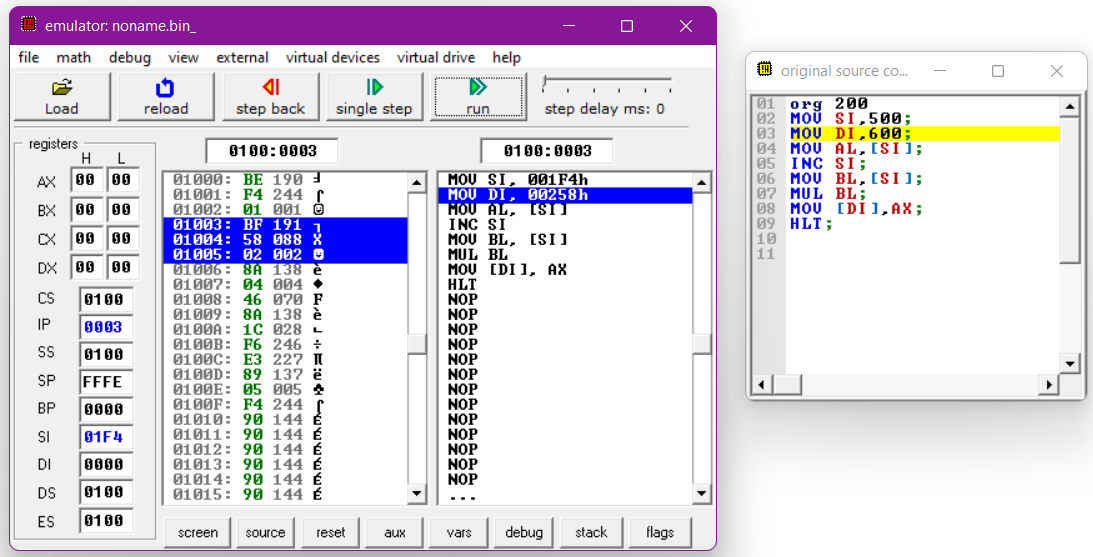 emulator: noname.bin_
file math debug view external virtual devices virtual drive help
Load reload step back single step run step delay ms: 0
registers
H L
AX 00 00
BX 00 00
CX 00 00
DX 00 00
CS 0100
IP 0003
SS 0100
SP FFFE
BP 0000
SI 01F4
DI 0000
DS 0100
ES 0100
0100:0003
01000: BE 190 ╛
01001: F4 244 ⌠
01002: 01 001 ☺
01003: BF 191 ┐
01004: 58 088 X
01005: 02 002 ☻
01006: 8A 138 è
01007: 04 004 ♦
01008: 46 070 F
01009: 8A 138 è
0100A: 1C 028 ∟
0100B: F6 246 ÷
0100C: E3 227 π
0100D: 89 137 ë
0100E: 05 005 ♣
0100F: F4 244 ⌠
01010: 90 144 É
01011: 90 144 É
01012: 90 144 É
01013: 90 144 É
01014: 90 144 É
01015: 90 144 É
0100:0003
MOV SI, 001F4h
MOV DI, 00258h
MOV AL, [SI]
INC SI
MOV BL, [SI]
MUL BL
MOV [DI], AX
HLT
NOP
NOP
NOP
NOP
NOP
NOP
NOP
NOP
NOP
NOP
NOP
NOP
NOP
...
screen source reset aux vars debug stack flags
original source co...
01 org 200
02 MOV SI,500;
03 MOV DI,600;
04 MOV AL,[SI];
05 INC SI;
06 MOV BL,[SI];
07 MUL BL;
08 MOV [DI],AX;
09 HLT;
10
11